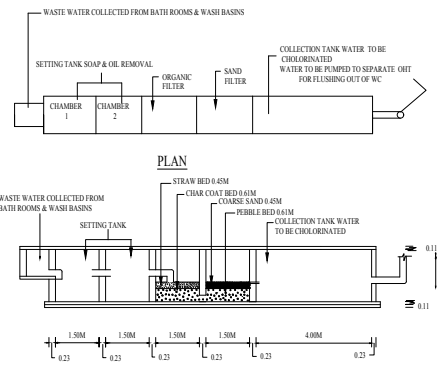 WASTE WATER COLLECTED FROM BATH ROOMS & WASH BASINS
SETTING TANK SOAP & OIL REMOVAL
ORGANIC
FILTER
SAND
FILTER
COLLECTION TANK WATER TO BE
CHOLORINATED
WATER TO BE PUMPED TO SEPARATE OHT
FOR FLUSHING OUT OF WC
CHAMBER
1
CHAMBER
2
PLAN
STRAW BED 0.45M
CHAR COAT BED 0.61M
COARSE SAND 0.45M
PEBBLE BED 0.61M
WASTE WATER COLLECTED FROM
BATH ROOMS & WASH BASINS
SETTING TANK
COLLECTION TANK WATER
TO BE CHOLORINATED
0.11
0.11
1.50M 1.50M 1.50M 1.50M 4.00M
0.23 0.23 0.23 0.23 0.23 0.23